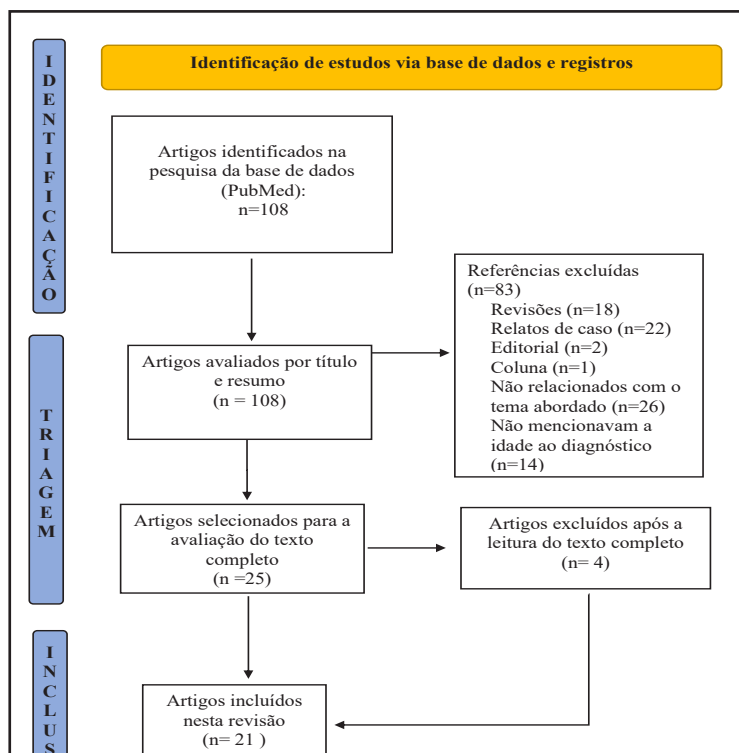 IDENTIFICAÇÃO
Identificação de estudos via base de dados e registros
Artigos identificados na
pesquisa da base de dados
(PubMed):
n=108
Referências excluídas
(n=83)
Revisões (n=18)
Relatos de caso (n=22)
Editorial (n=2)
Coluna (n=1)
Não relacionados com o
tema abordado (n=26)
Não mencionavam a
idade ao diagnóstico
(n=14)
TRIAGEM
Artigos avaliados por título
e resumo
(n = 108)
Artigos selecionados para a
avaliação do texto
completo
(n =25)
Artigos excluídos após a
leitura do texto completo
(n= 4)
INCLUS
Artigos incluídos
nesta revisão
(n= 21 )